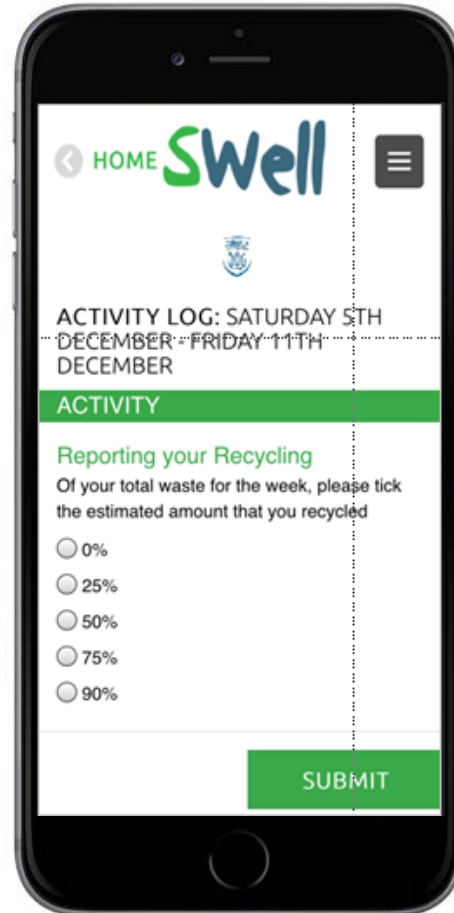 HOME SWell
ACTIVITY LOG: SATURDAY 5TH
DECEMBER - FRIDAY 11TH
DECEMBER
ACTIVITY
Reporting your Recycling
Of your total waste for the week, please tick
the estimated amount that you recycled
0%
25%
50%
75%
90%
SUBMIT